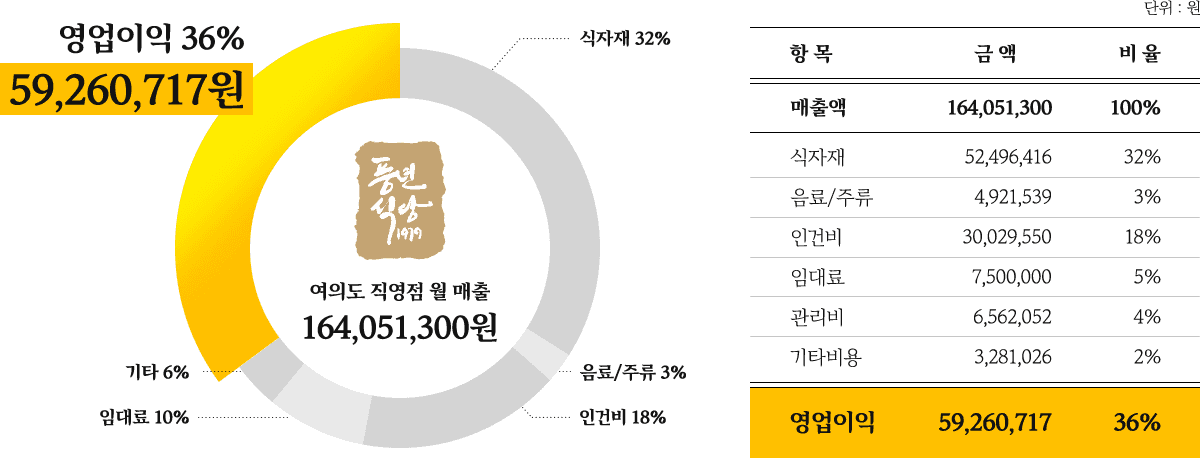 단위 : 원
영업이익 36%
59,260,717원
식자재 32%
풍년
식당
1979
여의도 직영점 월 매출
164,051,300원
기타 6%
음료/주류 3%
임대료 10%
인건비 18%
항 목 금 액 비 율
매출액 164,051,300 100%
식자재 52,496,416 32%
음료/주류 4,921,539 3%
인건비 30,029,550 18%
임대료 7,500,000 5%
관리비 6,562,052 4%
기타비용 3,281,026 2%
영업이익 59,260,717 36%